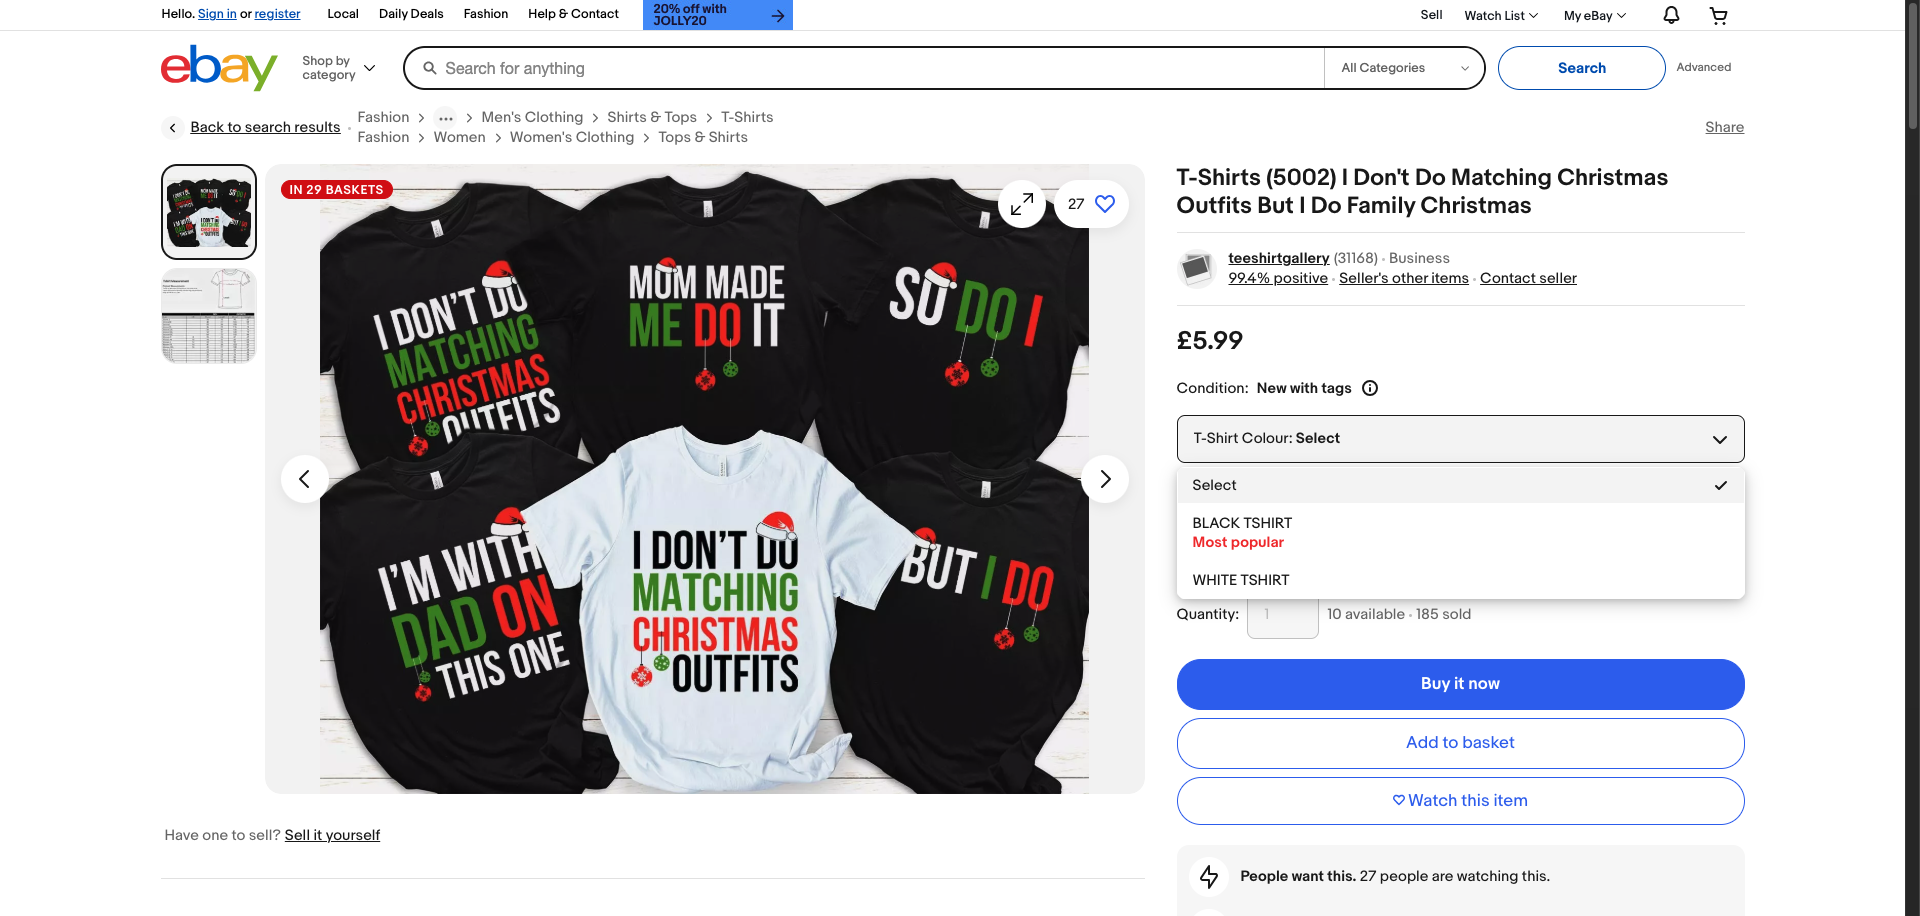 Hello. Sign in or register
Local
Daily Deals
Fashion
Help & Contact
20% off with
JOLLY20
Sell
Watch List
My eBay
ebay
Shop by
category
Search for anything
All Categories
Search
Advanced
Back to search results
Fashion > ... > Men's Clothing > Shirts & Tops > T-Shirts
Fashion > Women > Women's Clothing > Tops & Shirts
Share
IN 29 BASKETS
27
I DON'T DO
MATCHING
CHRISTMAS
OUTFITS
MOM MADE
ME DO IT
SO DO I
I'M WITH
DAD ON
THIS ONE
I DON'T DO
MATCHING
CHRISTMAS
OUTFITS
BUT I DO
Have one to sell? Sell it yourself
T-Shirts (5002) I Don't Do Matching Christmas
Outfits But I Do Family Christmas
teeshirtgallery (31168) · Business
99.4% positive · Seller's other items · Contact seller
£5.99
Condition: New with tags
T-Shirt Colour: Select
Select
BLACK TSHIRT
Most popular
WHITE TSHIRT
Quantity: 1 10 available · 185 sold
Buy it now
Add to basket
Watch this item
People want this. 27 people are watching this.